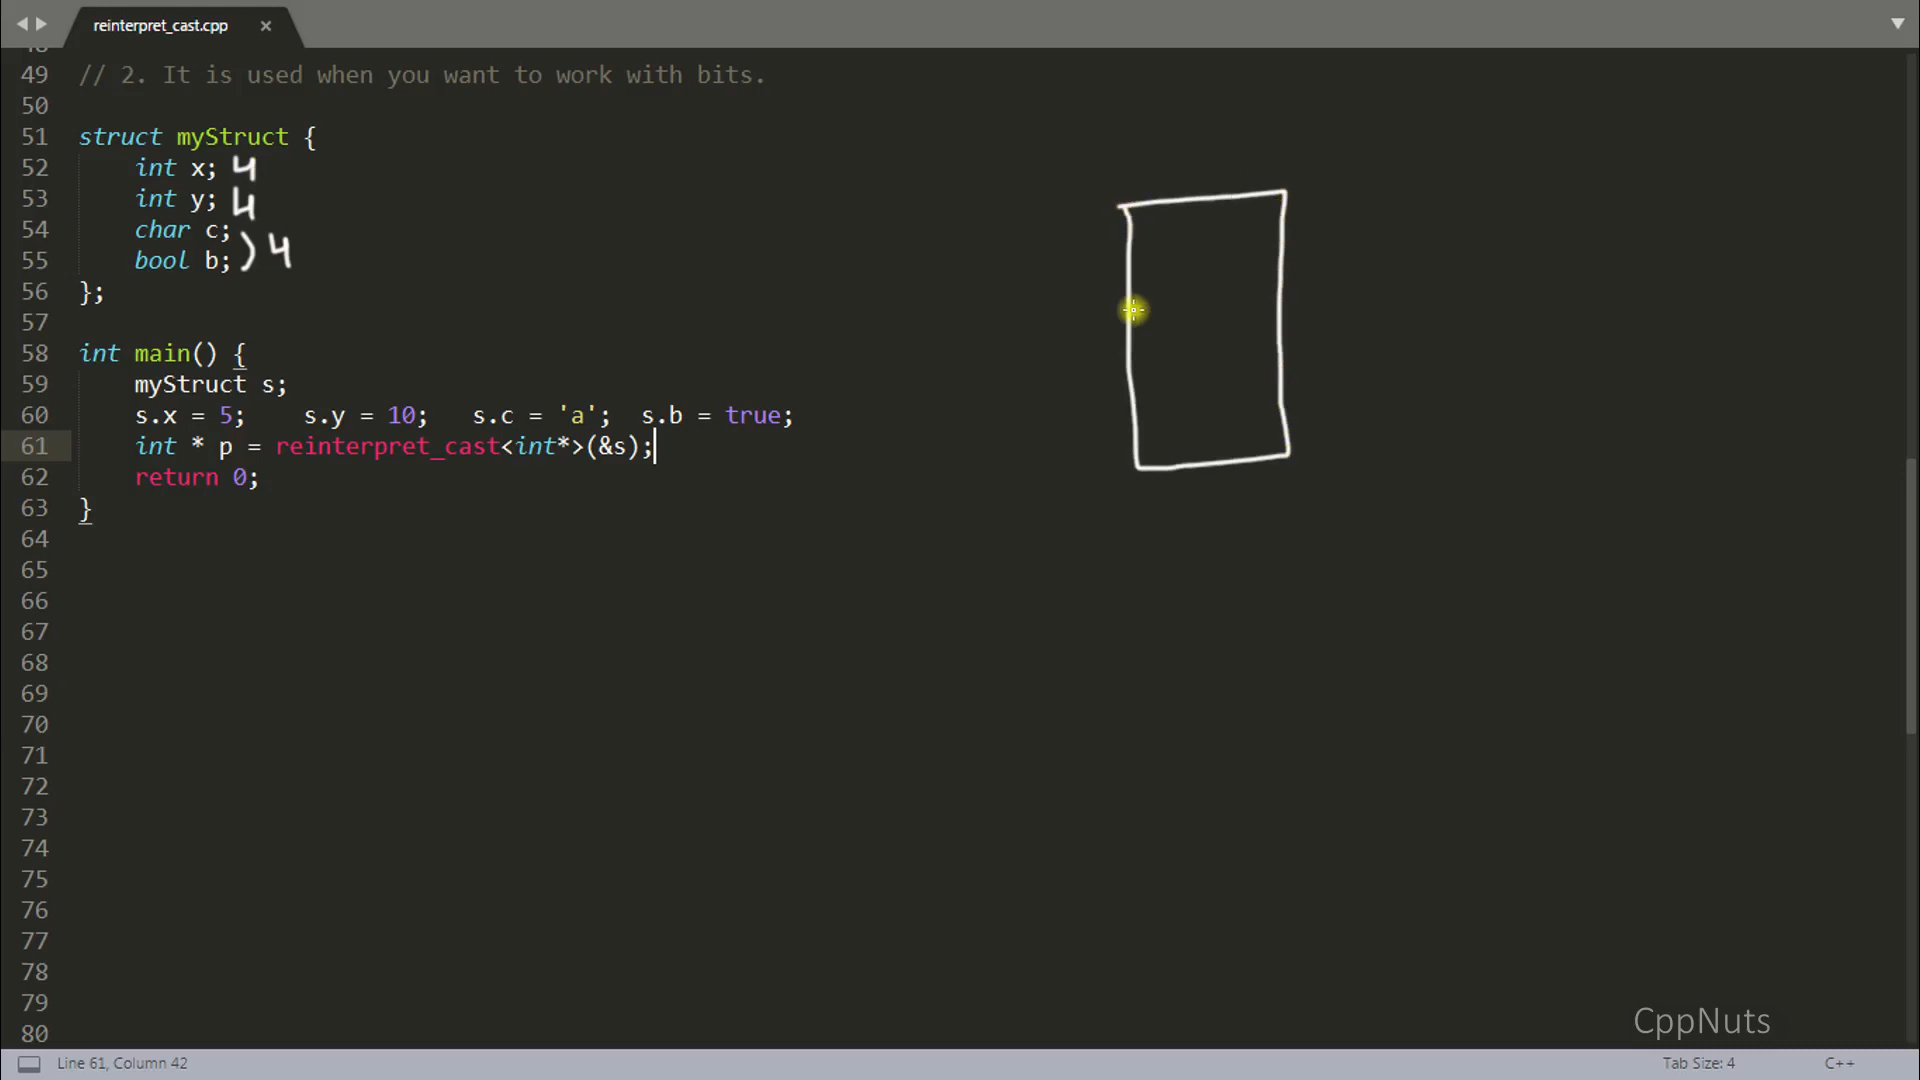 reinterpret_cast.cpp ×
48
49 // 2. It is used when you want to work with bits.
50
51 struct myStruct {
52 int x; 4
53 int y; 4
54 char c;
55 bool b; ) 4
56 };
57
58 int main() {
59 myStruct s;
60 s.x = 5; s.y = 10; s.c = 'a'; s.b = true;
61 int * p = reinterpret_cast<int*>(&s);
62 return 0;
63 }
64
65
66
67
68
69
70
71
72
73
74
75
76
77
78
79
80
CppNuts
Line 61, Column 42 Tab Size: 4 C++